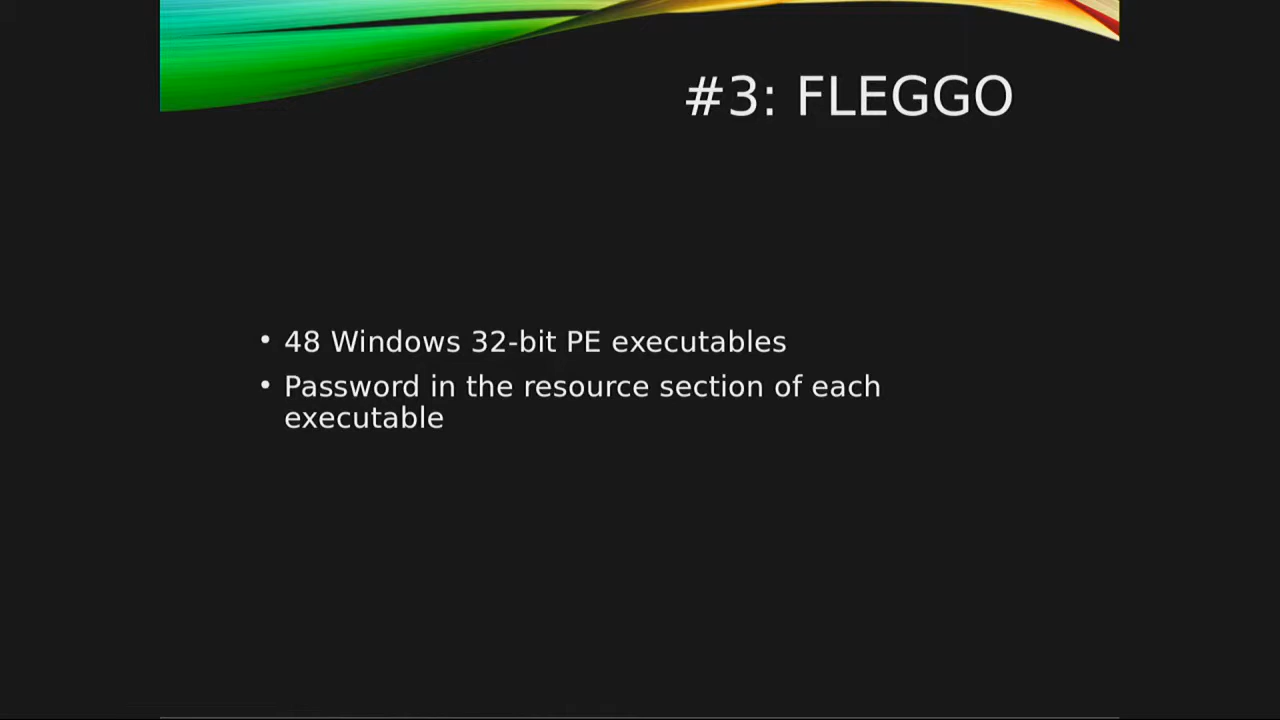 #3: FLEGGO
• 48 Windows 32-bit PE executables
• Password in the resource section of each
executable